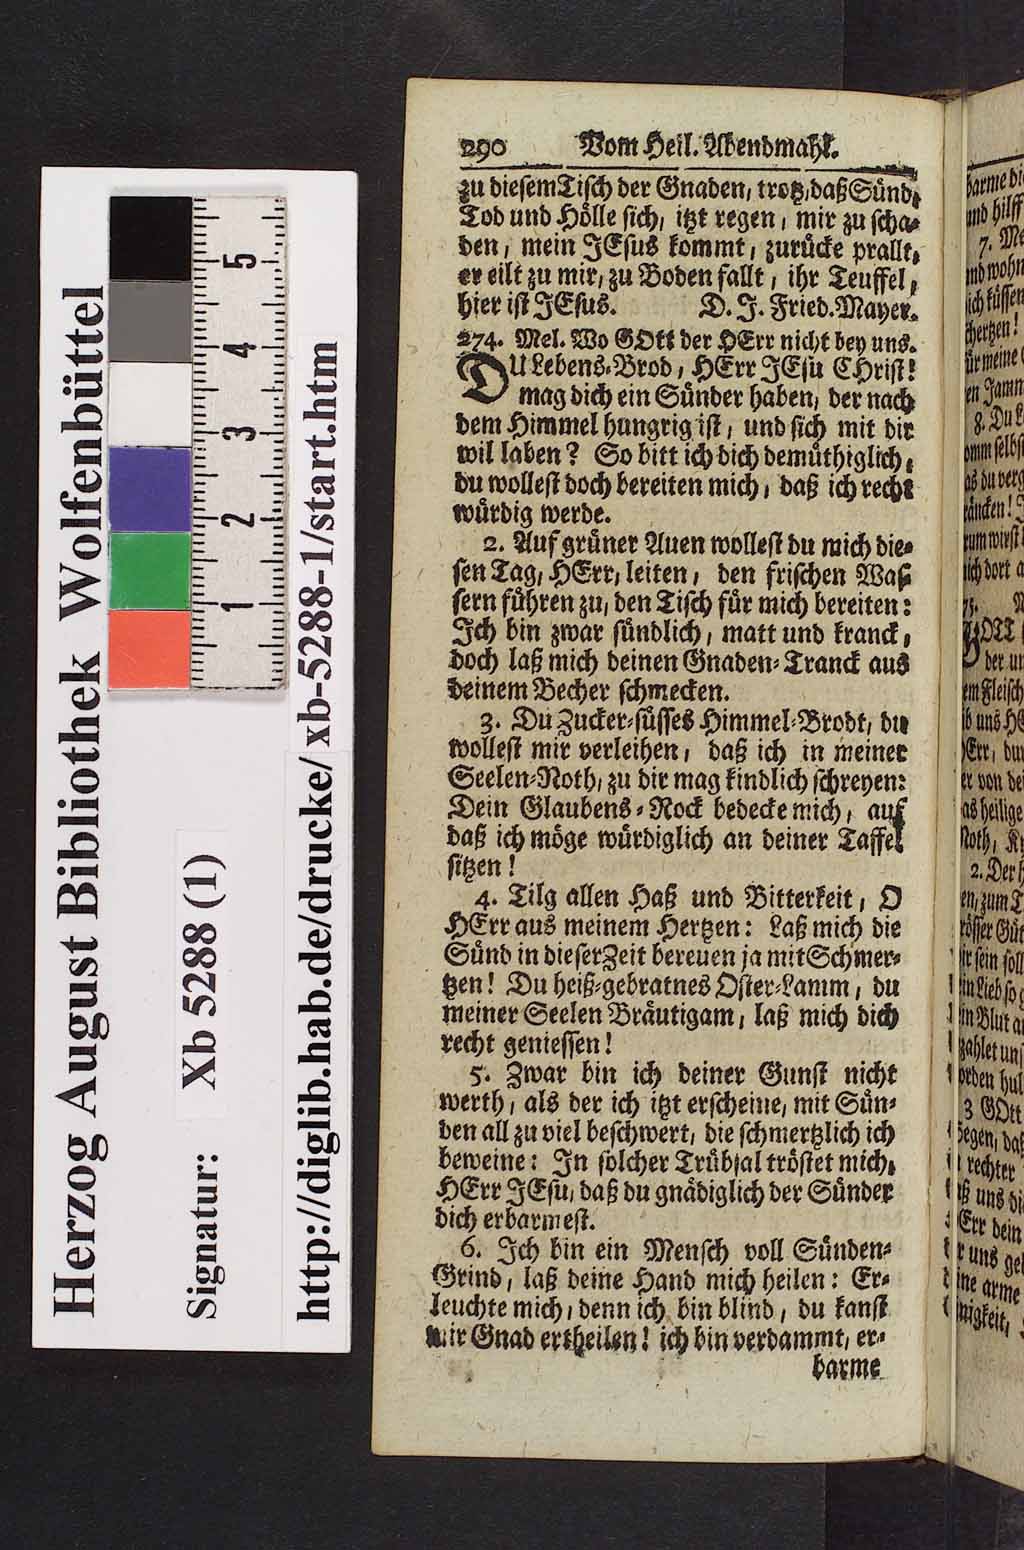 Herzog August Bibliothek Wolfenbüttel
Signatur: Xb 5288 (1)
http://diglib.hab.de/drucke/xb-5288-1/start.htm
5
4
3
2
1
290 Vom Heil. Abendmahl.
zu diesem Tisch der Gnaden, trotz, daß Sünd,
Tod und Hölle sich, itzt regen, mir zu scha-
den, mein JEsus kommt, zurücke prallt,
er eilt zu mir, zu Boden fallt, ihr Teuffel,
hier ist JEsus. D. J. Fried. Mayer.
274. Mel. Wo GOtt der HErr nicht bey uns.
DU Lebens-Brod, HErr JEsu CHrist!
mag dich ein Sünder haben, der nach
dem Himmel hungrig ist, und sich mit dir
wil laben? So bitt ich dich demüthiglich,
du wollest doch bereiten mich, daß ich recht
würdig werde.
2. Auf grüner Auen wollest du mich die-
sen Tag, HErr, leiten, den frischen Was-
sern führen zu, den Tisch für mich bereiten:
Ich bin zwar sündlich, matt und kranck,
doch laß mich deinen Gnaden-Tranck aus
deinem Becher schmecken.
3. Du Zucker-süsses Himmel-Brodt, du
wollest mir verleihen, daß ich in meiner
Seelen-Noth, zu dir mag kindlich schreyen:
Dein Glaubens-Rock bedecke mich, auf
daß ich möge würdiglich an deiner Taffel
sitzen!
4. Tilg allen Haß und Bitterkeit, O
HErr aus meinem Hertzen: Laß mich die
Sünd in dieser Zeit bereuen ja mit Schmer-
tzen! Du heiß-gebratnes Oster-Lamm, du
meiner Seelen Bräutigam, laß mich dich
recht geniessen!
5. Zwar bin ich deiner Gunst nicht
werth, als der ich itzt erscheine, mit Sün-
den all zu viel beschwert, die schmertzlich ich
beweine: In solcher Trübsal tröstet mich,
HErr JEsu, daß du gnädiglich der Sünder
dich erbarmest.
6. Ich bin ein Mensch voll Sünden-
Grind, laß deine Hand mich heilen: Er-
leuchte mich, denn ich bin blind, du kanst
mir Gnad ertheilen! ich bin verdammt, er-
barme